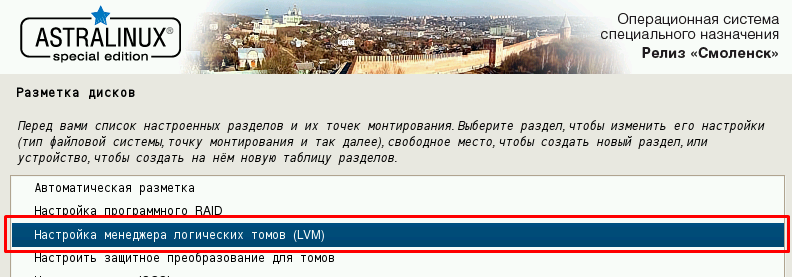 ASTRALINUX®
special edition
Операционная система
специального назначения
Релиз «Смоленск»
Разметка дисков
Перед вами список настроенных разделов и их точек монтирования. Выберите раздел, чтобы изменить его настройки
(тип файловой системы, точку монтирования и так далее), свободное место, чтобы создать новый раздел, или
устройство, чтобы создать на нём новую таблицу разделов.
Автоматическая разметка
Настройка программного RAID
Настройка менеджера логических томов (LVM)
Настроить защитное преобразование для томов